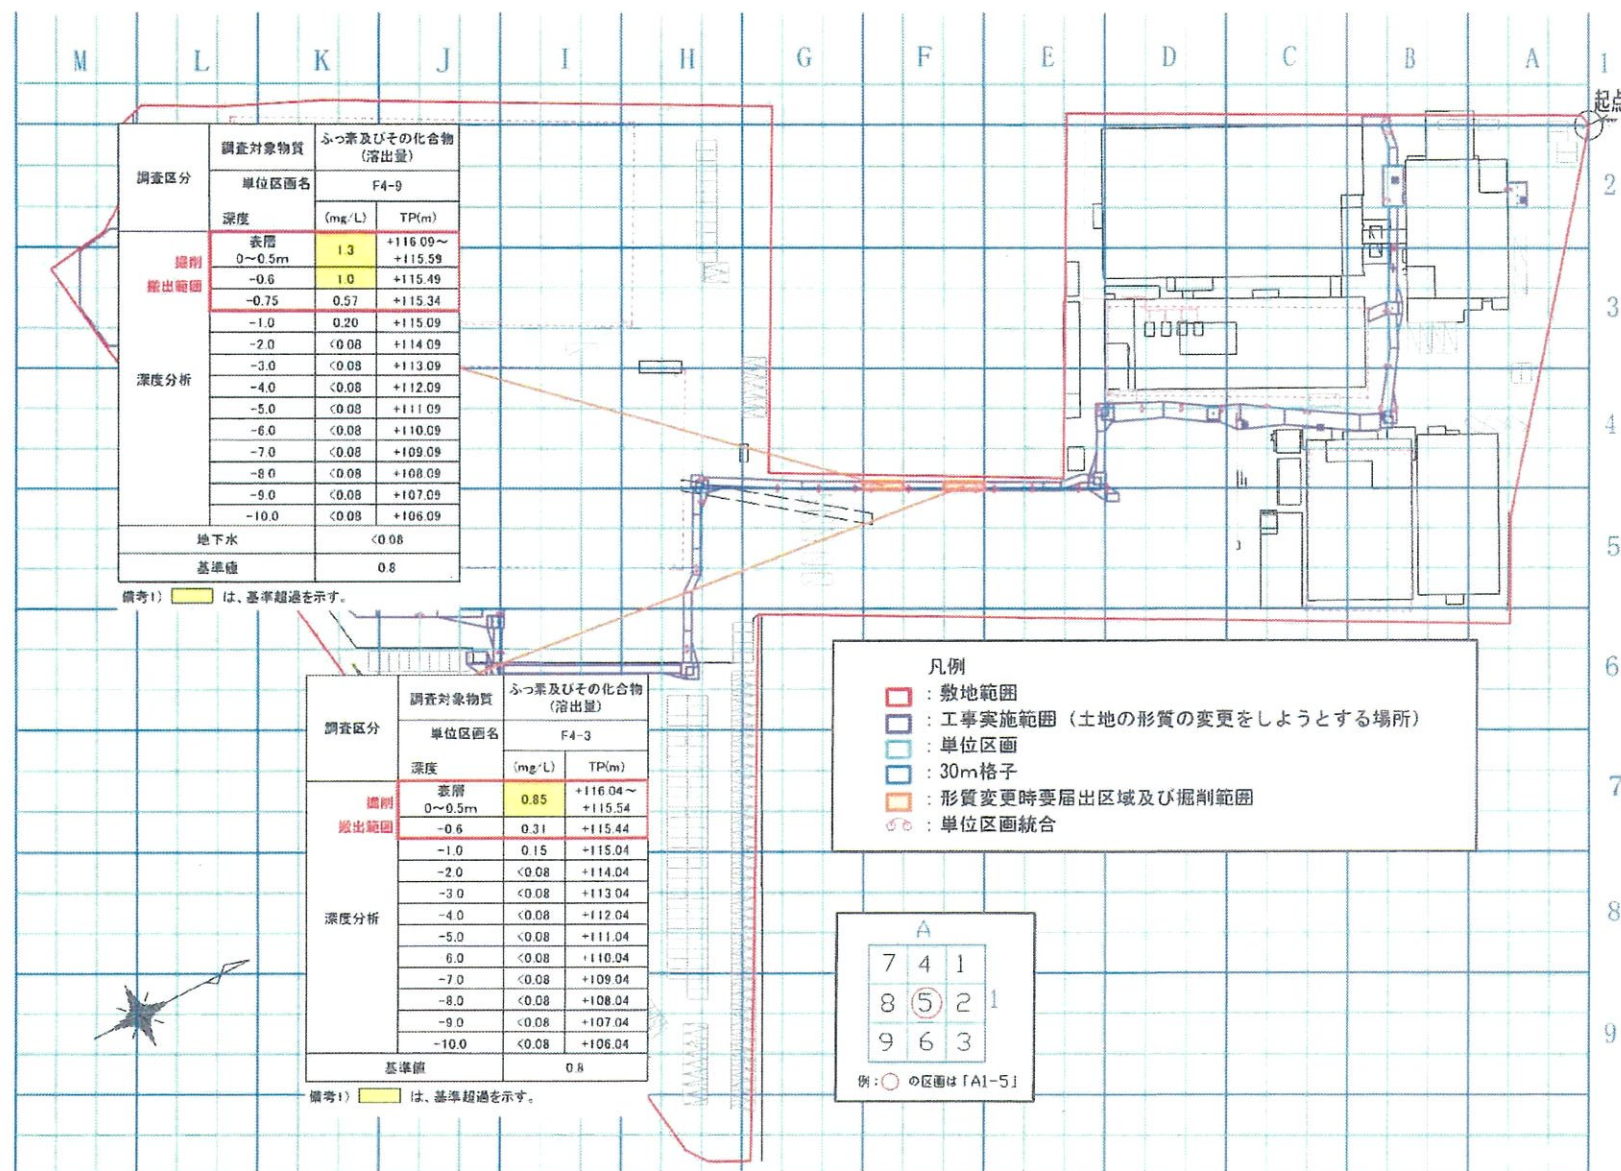 M L K J I H G F E D C B A 1
起点
2
3
4
5
6
7
8
9
調査区分 調査対象物質 ふっ素及びその化合物
(溶出量)
単位区画名 F4-9
深度 (mg/L) TP(m)
掘削
搬出範囲
表層
0～0.5m 1.3 +116.09～
+115.59
-0.6 1.0 +115.49
-0.75 0.57 +115.34
深度分析
-1.0 0.20 +115.09
-2.0 <0.08 +114.09
-3.0 <0.08 +113.09
-4.0 <0.08 +112.09
-5.0 <0.08 +111.09
-6.0 <0.08 +110.09
-7.0 <0.08 +109.09
-8.0 <0.08 +108.09
-9.0 <0.08 +107.09
-10.0 <0.08 +106.09
地下水 <0.08
基準値 0.8
備考1) は、基準超過を示す。
調査区分 調査対象物質 ふっ素及びその化合物
(溶出量)
単位区画名 F4-3
深度 (mg/L) TP(m)
掘削
搬出範囲
表層
0～0.5m 0.85 +116.04～
+115.54
-0.6 0.31 +115.44
深度分析
-1.0 0.15 +115.04
-2.0 <0.08 +114.04
-3.0 <0.08 +113.04
-4.0 <0.08 +112.04
-5.0 <0.08 +111.04
6.0 <0.08 +110.04
-7.0 <0.08 +109.04
-8.0 <0.08 +108.04
-9.0 <0.08 +107.04
-10.0 <0.08 +106.04
基準値 0.8
備考1) は、基準超過を示す。
凡例
：敷地範囲
：工事実施範囲（土地の形質の変更をしようとする場所）
：単位区画
：30m格子
：形質変更時要届出区域及び掘削範囲
：単位区画統合
A
7 4 1
8 5 2 1
9 6 3
例：○ の区画は「A1-5」